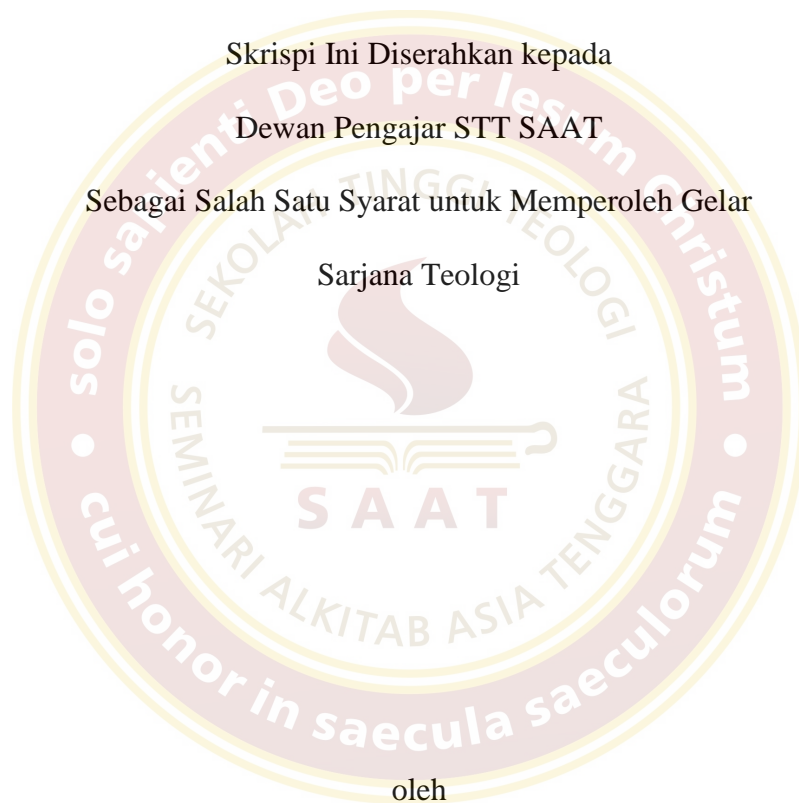 Skripsi Ini Diserahkan kepada
Dewan Pengajar STT SAAT
Sebagai Salah Satu Syarat untuk Memperoleh Gelar
Sarjana Teologi
solo sapienti Deo per Iesum Christum
SEKOLAH TINGGI TEOLOGI
SEMINARI ALKITAB ASIA TENGGARA
SAAT
cui honor in saecula saeculorum
oleh